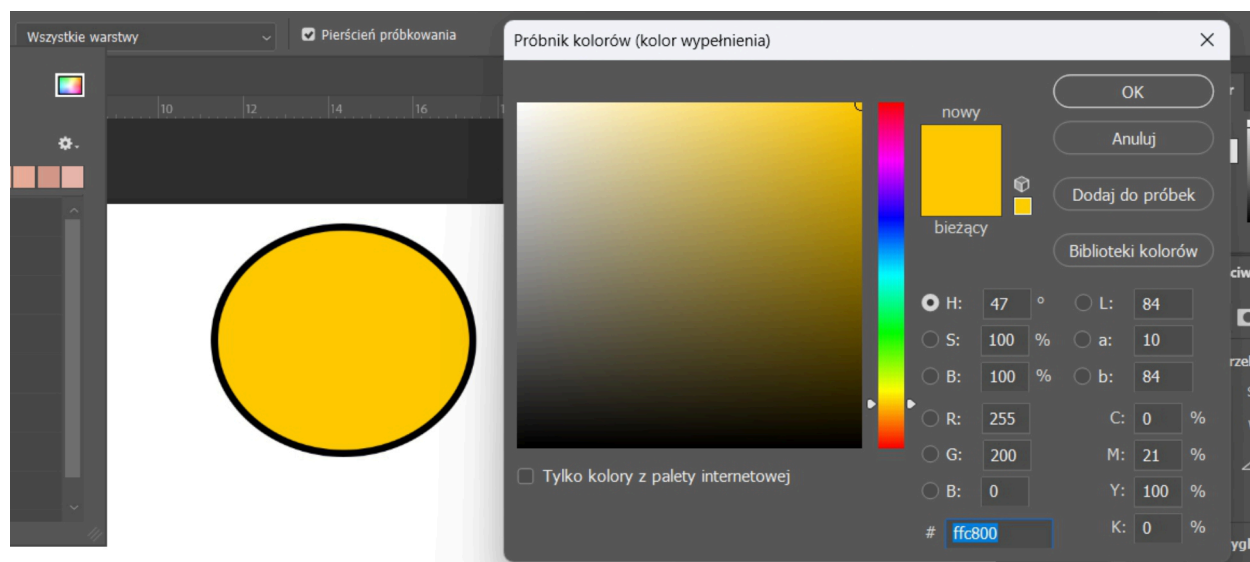 Wszystkie warstwy
Pierścień próbkowania
10 12 14 16
Próbnik kolorów (kolor wypełnienia)
nowy
bieżący
OK
Anuluj
Dodaj do próbek
Biblioteki kolorów
H: 47 °
S: 100 %
B: 100 %
R: 255
G: 200
B: 0
# ffc800
L: 84
a: 10
b: 84
C: 0 %
M: 21 %
Y: 100 %
K: 0 %
Tylko kolory z palety internetowej